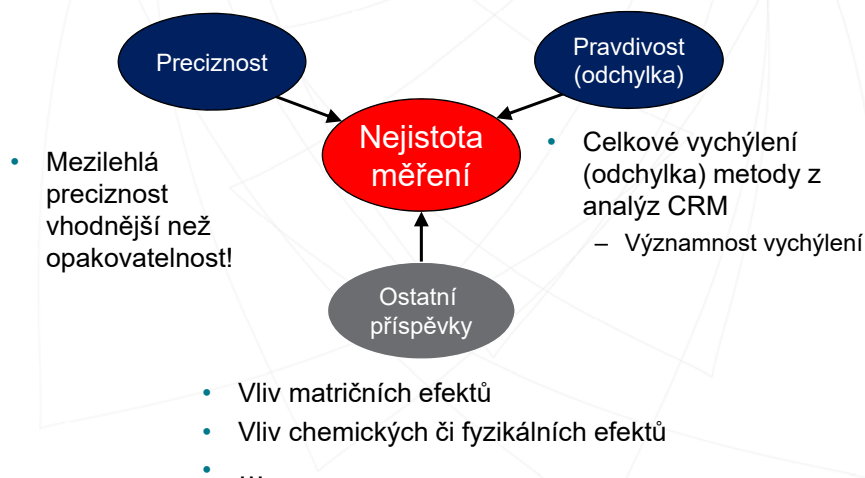 Preciznost
Pravdivost
(odchylka)
Nejistota
měření
• Mezilehlá
preciznost
vhodnější než
opakovatelnost!
• Celkové vychýlení
(odchylka) metody z
analýz CRM
– Významnost vychýlení
Ostatní
příspěvky
• Vliv matričních efektů
• Vliv chemických či fyzikálních efektů
• …